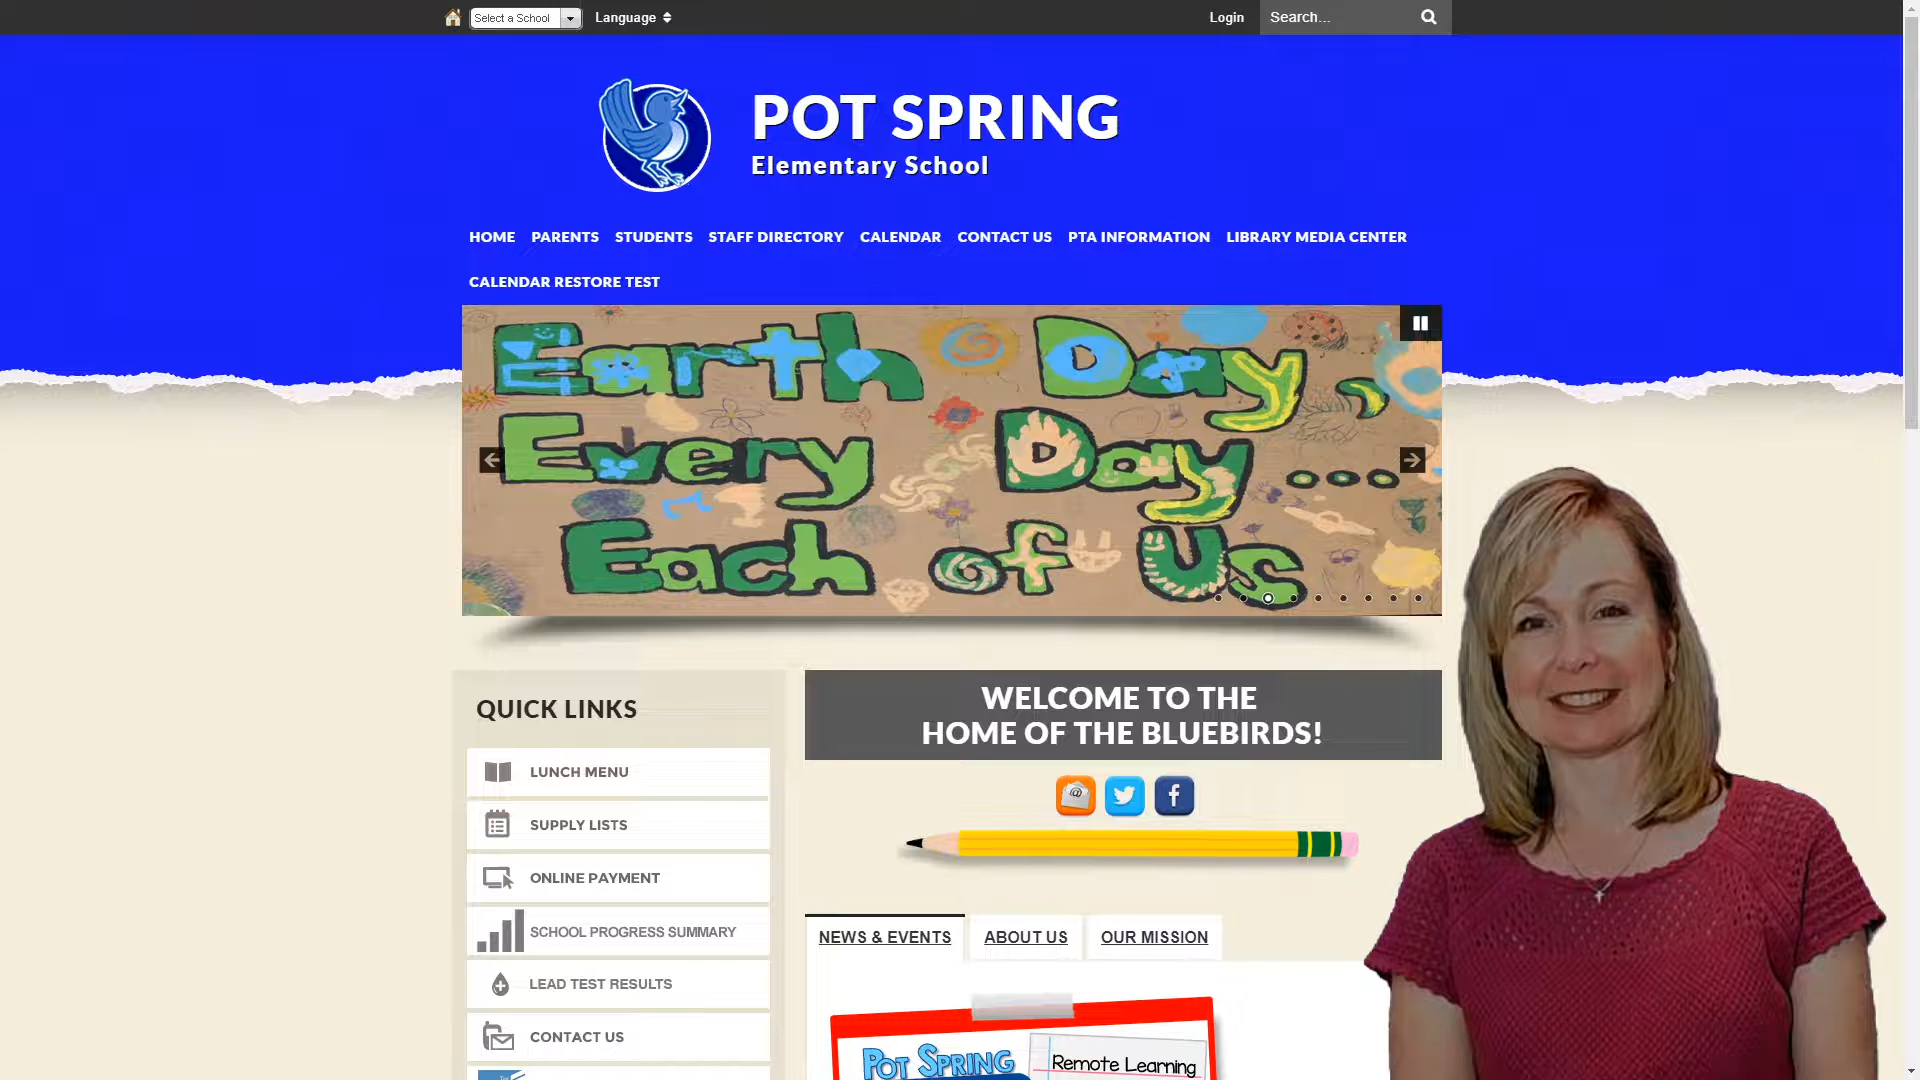 Select a School
Language
Login
Search...
POT SPRING
Elementary School
HOME PARENTS STUDENTS STAFF DIRECTORY CALENDAR CONTACT US PTA INFORMATION LIBRARY MEDIA CENTER
CALENDAR RESTORE TEST
Earth Day,
Every Day...
Each of Us
QUICK LINKS
LUNCH MENU
SUPPLY LISTS
ONLINE PAYMENT
SCHOOL PROGRESS SUMMARY
LEAD TEST RESULTS
CONTACT US
WELCOME TO THE
HOME OF THE BLUEBIRDS!
NEWS & EVENTS ABOUT US OUR MISSION
POT SPRING
Remote Learning